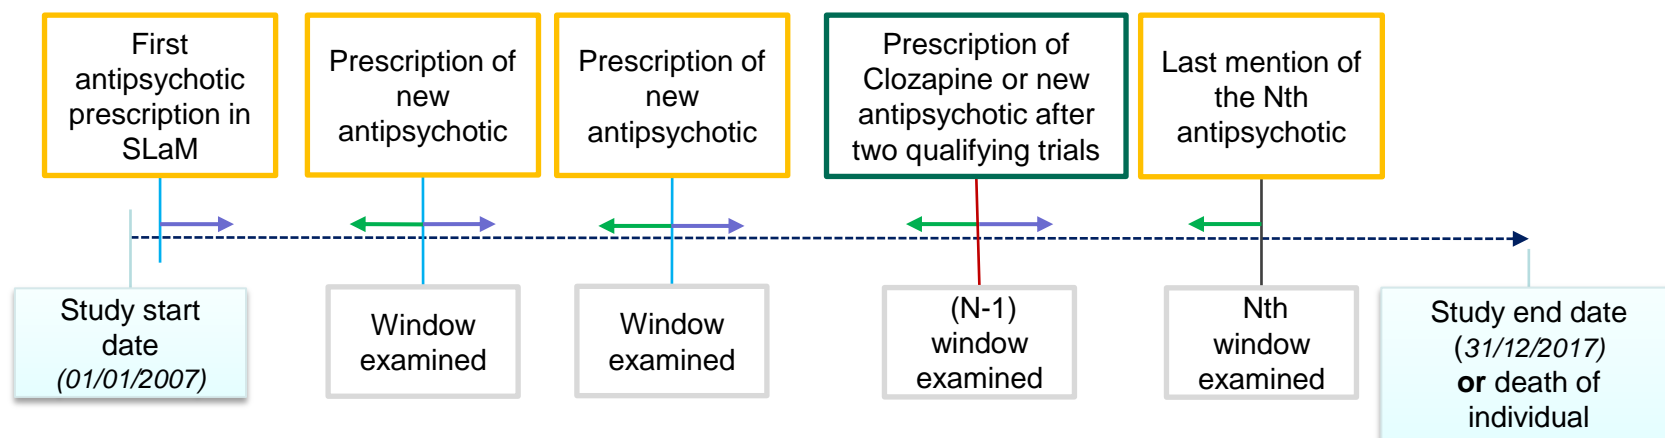 First
antipsychotic
prescription in
SLaM
Prescription of
new
antipsychotic
Prescription of
new
antipsychotic
Prescription of
Clozapine or new
antipsychotic after
two qualifying trials
Last mention of
the Nth
antipsychotic
Study start
date
(01/01/2007)
Window
examined
Window
examined
(N-1)
window
examined
Nth
window
examined
Study end date
(31/12/2017)
or death of
individual